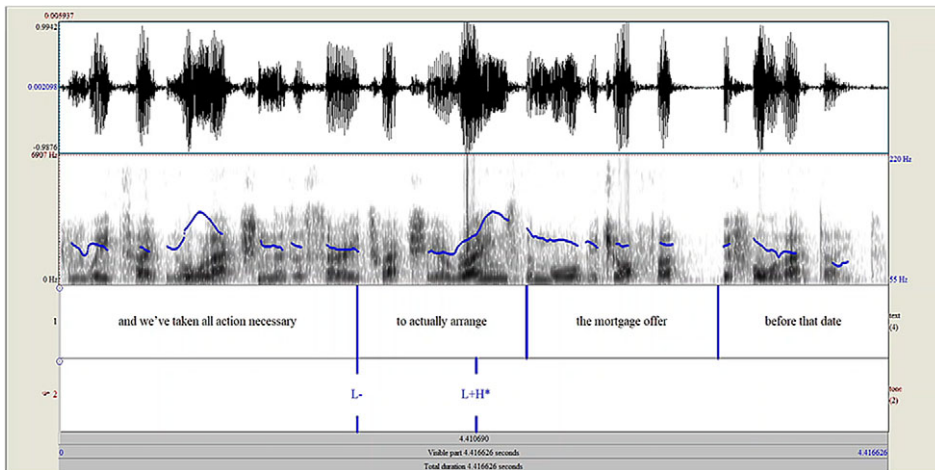 0.005937
0.9942
0.002098
-0.9876
6907 Hz
220 Hz
0 Hz
55 Hz
1
and we've taken all action necessary
to actually arrange
the mortgage offer
before that date
text
(4)
2
L-
L+H*
tone
(2)
4.410690
0
Visible part 4.416626 seconds
4.416626
Total duration 4.416626 seconds